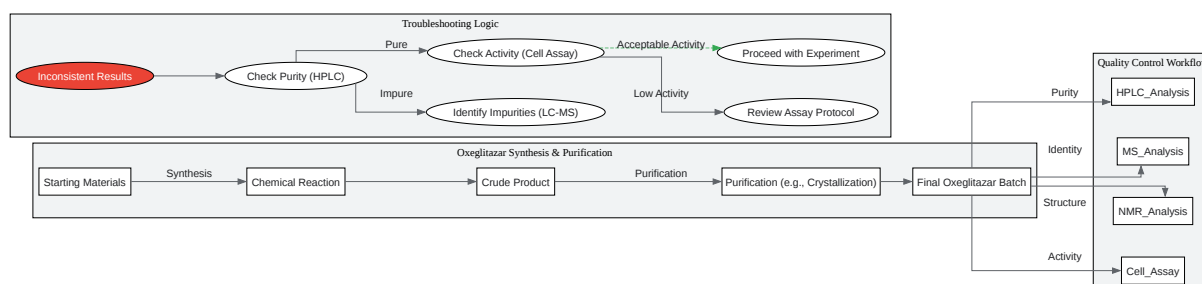 Troubleshooting Logic
Inconsistent Results
Check Purity (HPLC)
Pure
Check Activity (Cell Assay)
Acceptable Activity
Proceed with Experiment
Impure
Identify Impurities (LC-MS)
Low Activity
Review Assay Protocol
Oxeglitazar Synthesis & Purification
Starting Materials
Synthesis
Chemical Reaction
Crude Product
Purification
Purification (e.g., Crystallization)
Final Oxeglitazar Batch
Quality Control Workflow
Purity
HPLC_Analysis
Identity
MS_Analysis
Structure
NMR_Analysis
Activity
Cell_Assay